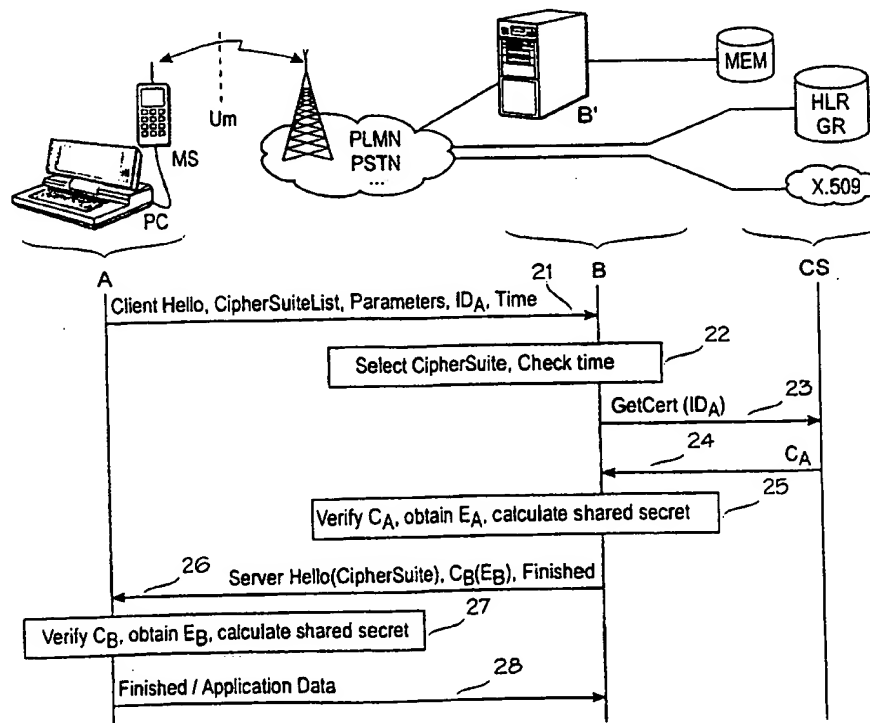 MEM
B'
HLR
GR
Um
MS
PLMN
PSTN
...
X.509
PC
A
B
CS
21
Client Hello, CipherSuiteList, Parameters, IDA, Time
22
Select CipherSuite, Check time
23
GetCert (IDA)
24
CA
25
Verify CA, obtain EA, calculate shared secret
26
Server Hello(CipherSuite), CB(EB), Finished
27
Verify CB, obtain EB, calculate shared secret
28
Finished / Application Data